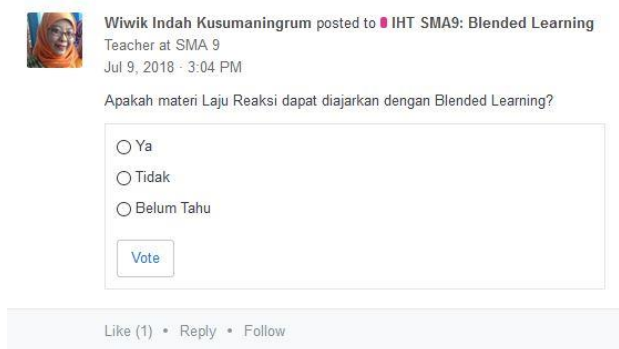 Wiwik Indah Kusumaningrum posted to IHT SMA9: Blended Learning
Teacher at SMA 9
Jul 9, 2018 · 3:04 PM
Apakah materi Laju Reaksi dapat diajarkan dengan Blended Learning?
Ya
Tidak
Belum Tahu
Vote
Like (1) • Reply • Follow